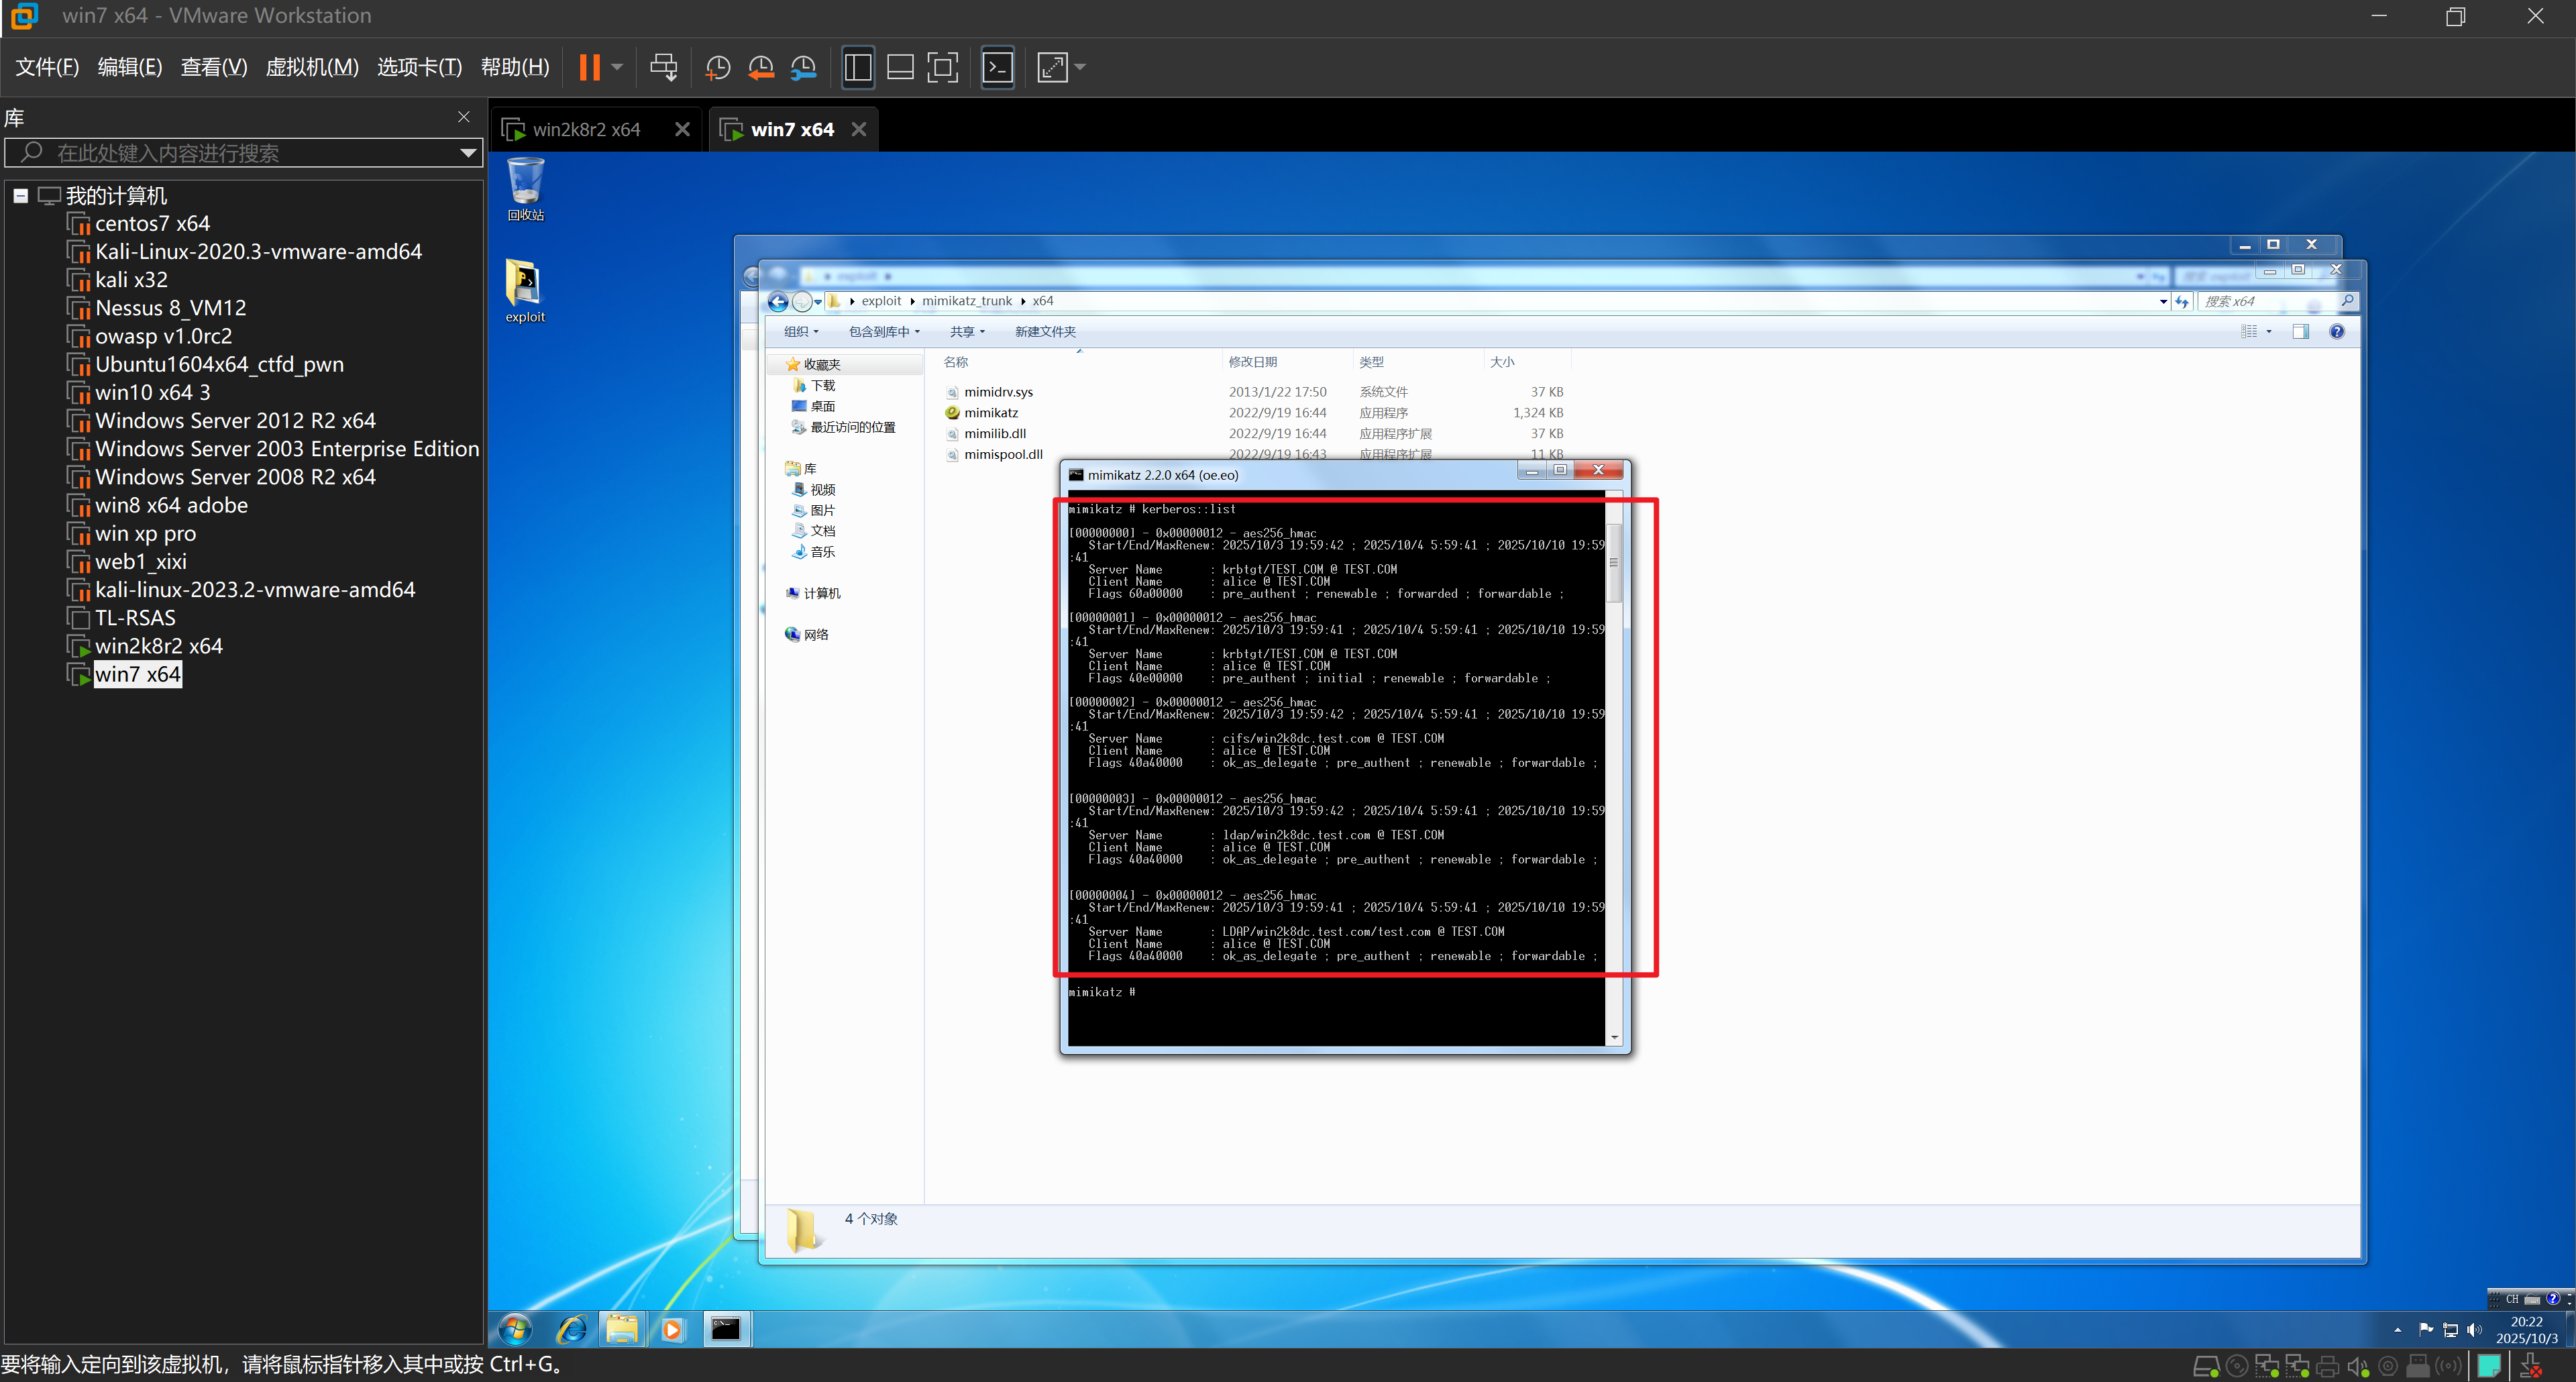 win7 x64 - VMware Workstation
文件(F) 编辑(E) 查看(V) 虚拟机(M) 选项卡(T) 帮助(H)
库
在此处键入内容进行搜索
我的计算机
centos7 x64
Kali-Linux-2020.3-vmware-amd64
kali x32
Nessus 8_VM12
owasp v1.0rc2
Ubuntu1604x64_ctfd_pwn
win10 x64 3
Windows Server 2012 R2 x64
Windows Server 2003 Enterprise Edition
Windows Server 2008 R2 x64
win8 x64 adobe
win xp pro
web1_xixi
kali-linux-2023.2-vmware-amd64
TL-RSAS
win2k8r2 x64
win7 x64
win2k8r2 x64
win7 x64
回收站
exploit
exploit
exploit mimikatz_trunk x64
搜索 x64
组织 包含到库中 共享 新建文件夹
收藏夹
下载
桌面
最近访问的位置
库
视频
图片
文档
音乐
计算机
网络
名称 修改日期 类型 大小
mimidrv.sys 2013/1/22 17:50 系统文件 37 KB
mimikatz 2022/9/19 16:44 应用程序 1,324 KB
mimilib.dll 2022/9/19 16:44 应用程序扩展 37 KB
mimispool.dll 2022/9/19 16:43 应用程序扩展 11 KB
mimikatz 2.2.0 x64 (oe.eo)
mimikatz # kerberos::list
[00000000] - 0x00000012 - aes256_hmac
Start/End/MaxRenew: 2025/10/3 19:59:42 ; 2025/10/4 5:59:41 ; 2025/10/10 19:59
:41
Server Name : krbtgt/TEST.COM @ TEST.COM
Client Name : alice @ TEST.COM
Flags 60a00000 : pre_authent ; renewable ; forwarded ; forwardable ;
[00000001] - 0x00000012 - aes256_hmac
Start/End/MaxRenew: 2025/10/3 19:59:41 ; 2025/10/4 5:59:41 ; 2025/10/10 19:59
:41
Server Name : krbtgt/TEST.COM @ TEST.COM
Client Name : alice @ TEST.COM
Flags 40e00000 : pre_authent ; initial ; renewable ; forwardable ;
[00000002] - 0x00000012 - aes256_hmac
Start/End/MaxRenew: 2025/10/3 19:59:42 ; 2025/10/4 5:59:41 ; 2025/10/10 19:59
:41
Server Name : cifs/win2k8dc.test.com @ TEST.COM
Client Name : alice @ TEST.COM
Flags 40a40000 : ok_as_delegate ; pre_authent ; renewable ; forwardable ;
[00000003] - 0x00000012 - aes256_hmac
Start/End/MaxRenew: 2025/10/3 19:59:42 ; 2025/10/4 5:59:41 ; 2025/10/10 19:59
:41
Server Name : ldap/win2k8dc.test.com @ TEST.COM
Client Name : alice @ TEST.COM
Flags 40a40000 : ok_as_delegate ; pre_authent ; renewable ; forwardable ;
[00000004] - 0x00000012 - aes256_hmac
Start/End/MaxRenew: 2025/10/3 19:59:41 ; 2025/10/4 5:59:41 ; 2025/10/10 19:59
:41
Server Name : LDAP/win2k8dc.test.com/test.com @ TEST.COM
Client Name : alice @ TEST.COM
Flags 40a40000 : ok_as_delegate ; pre_authent ; renewable ; forwardable ;
mimikatz #
4 个对象
CH
20:22
2025/10/3
要将输入定向到该虚拟机，请将鼠标指针移入其中或按 Ctrl+G。